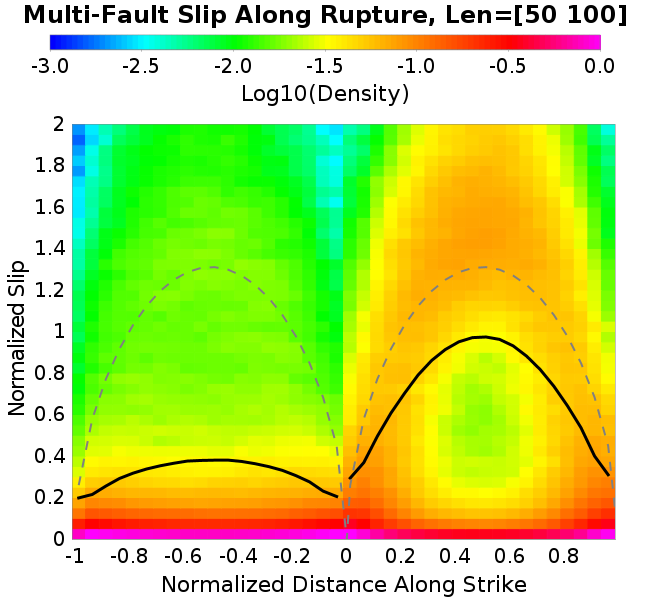 Multi-Fault Slip Along Rupture, Len=[50 100]
-3.0 -2.5 -2.0 -1.5 -1.0 -0.5 0.0
Log10(Density)
Normalized Slip
2
1.8
1.6
1.4
1.2
1
0.8
0.6
0.4
0.2
0
-1 -0.8 -0.6 -0.4 -0.2 0 0.2 0.4 0.6 0.8
Normalized Distance Along Strike